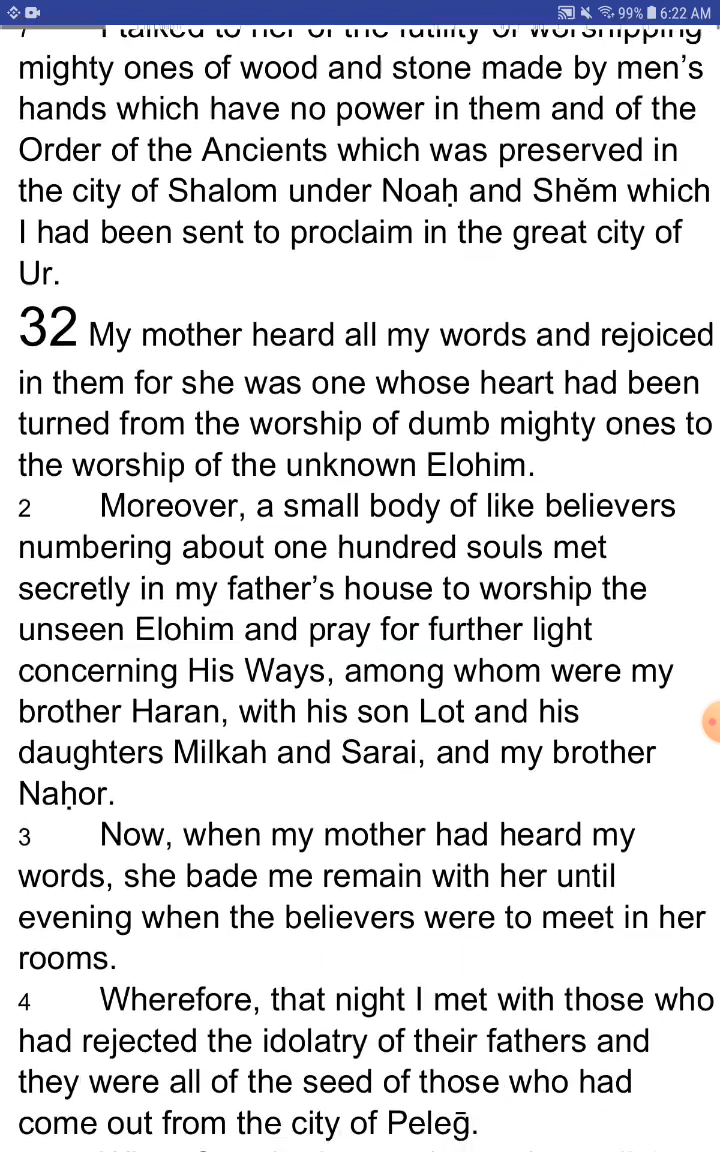 99% 6:22 AM
7 I talked to her of the futility of worshipping
mighty ones of wood and stone made by men’s
hands which have no power in them and of the
Order of the Ancients which was preserved in
the city of Shalom under Noaḥ and Shĕm which
I had been sent to proclaim in the great city of
Ur.
32 My mother heard all my words and rejoiced
in them for she was one whose heart had been
turned from the worship of dumb mighty ones to
the worship of the unknown Elohim.
2 Moreover, a small body of like believers
numbering about one hundred souls met
secretly in my father’s house to worship the
unseen Elohim and pray for further light
concerning His Ways, among whom were my
brother Haran, with his son Lot and his
daughters Milkah and Sarai, and my brother
Naḥor.
3 Now, when my mother had heard my
words, she bade me remain with her until
evening when the believers were to meet in her
rooms.
4 Wherefore, that night I met with those who
had rejected the idolatry of their fathers and
they were all of the seed of those who had
come out from the city of Peleḡ.